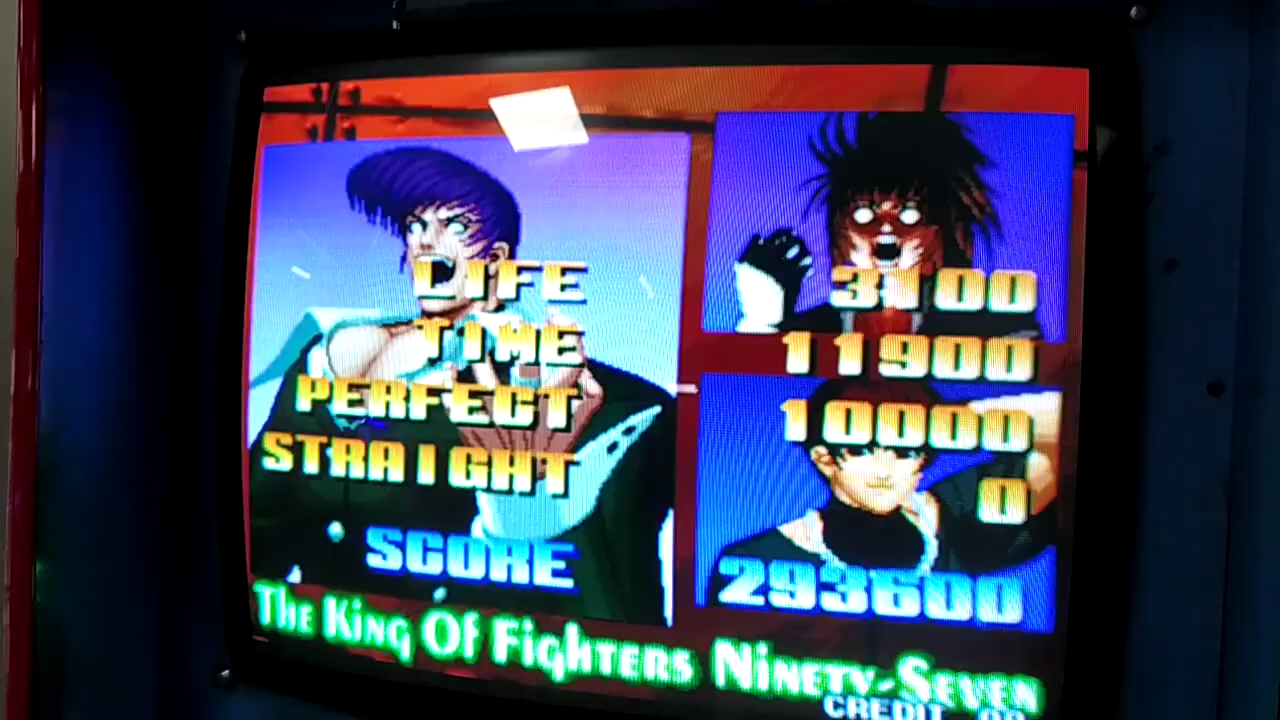 LIFE 3100
TIME 11900
PERFECT 10000
STRAIGHT 0
SCORE 293600
The King Of Fighters Ninety-Seven
CREDIT